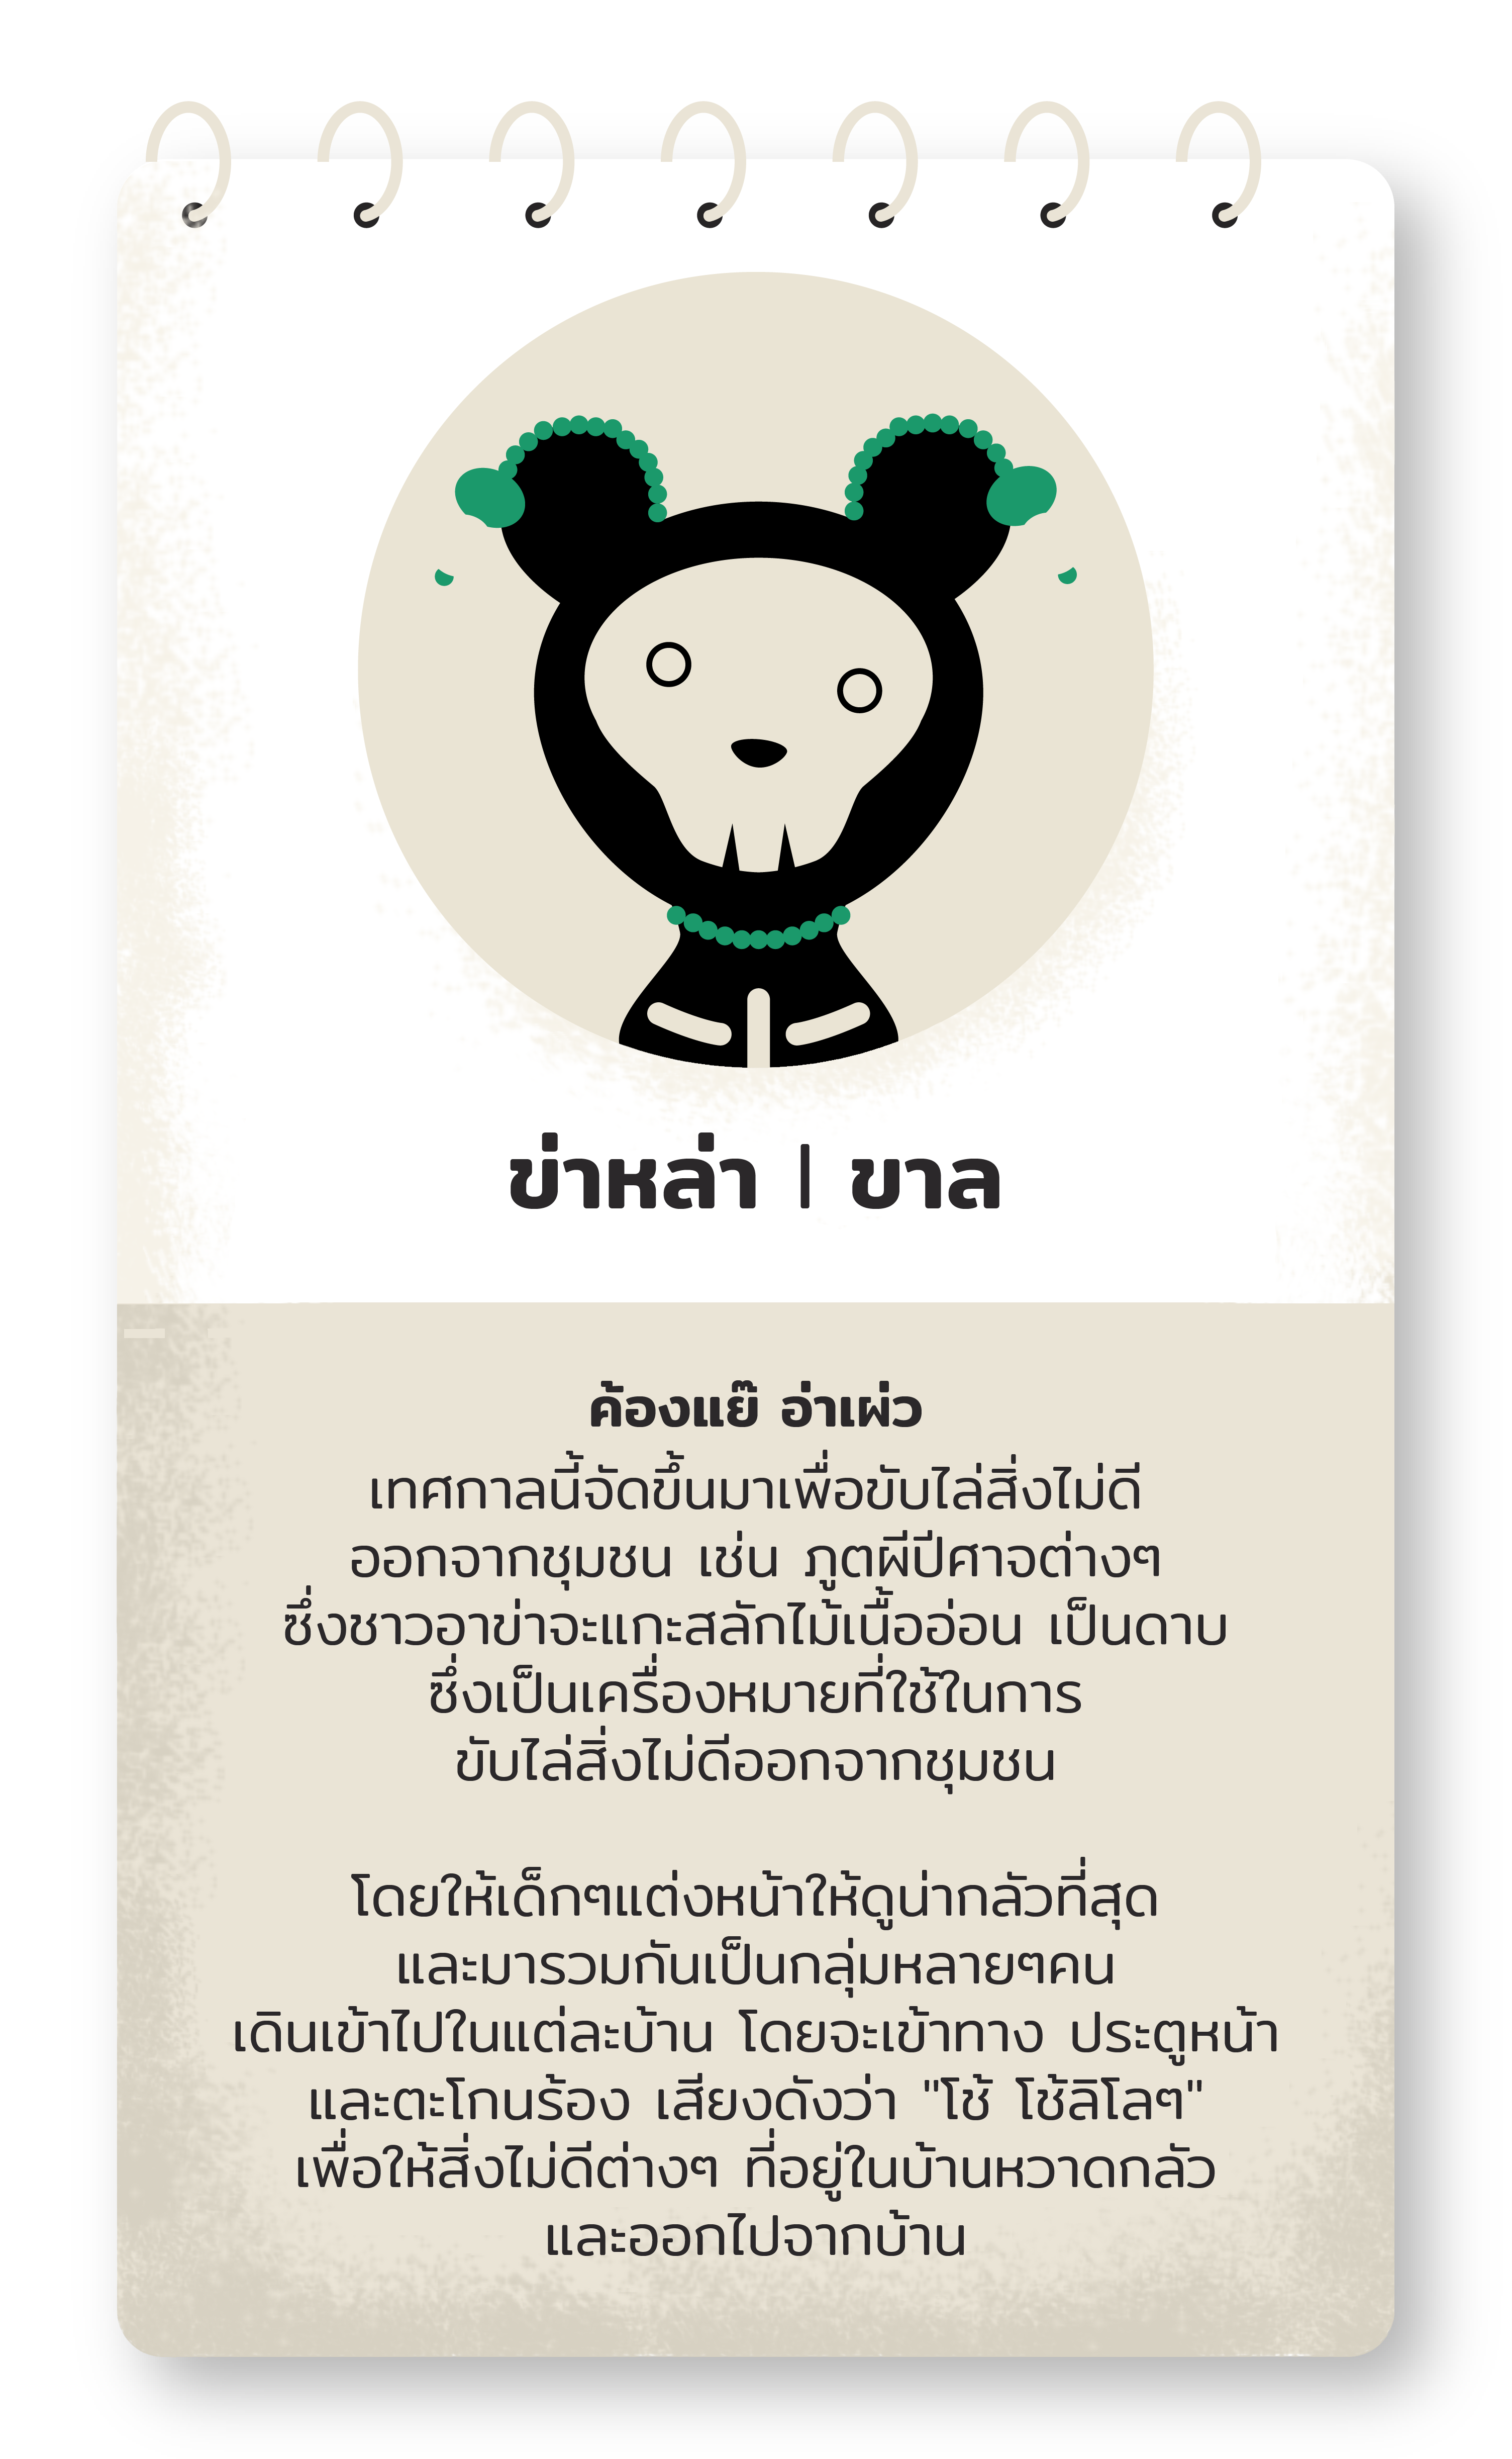 ข่าหล่า | ขาล
ค้องแย๊ อ่าเผ่ว
เทศกาลนี้จัดขึ้นมาเพื่อขับไล่สิ่งไม่ดี
ออกจากชุมชน เช่น ภูตผีปีศาจต่างๆ
ซึ่งชาวอาข่าจะแกะสลักไม้เนื้ออ่อน เป็นดาบ
ซึ่งเป็นเครื่องหมายที่ใช้ในการ
ขับไล่สิ่งไม่ดีออกจากชุมชน
โดยให้เด็กๆแต่งหน้าให้ดูน่ากลัวที่สุด
และมารวมกันเป็นกลุ่มหลายๆคน
เดินเข้าไปในแต่ละบ้าน โดยจะเข้าทาง ประตูหน้า
และตะโกนร้อง เสียงดังว่า "โช้ โช้ลิโลๆ"
เพื่อให้สิ่งไม่ดีต่างๆ ที่อยู่ในบ้านหวาดกลัว
และออกไปจากบ้าน